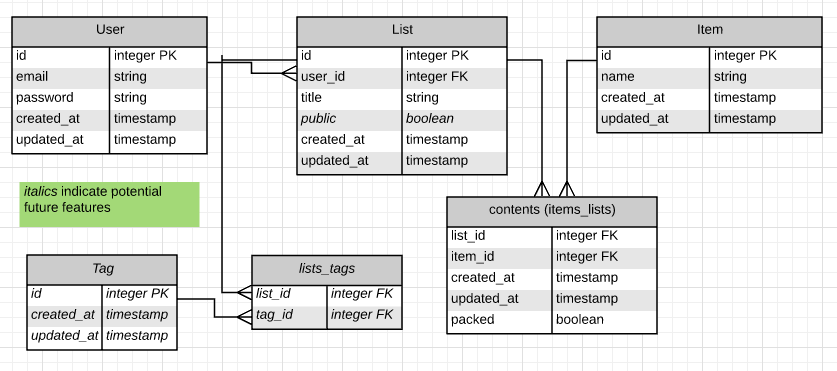 User
id integer PK
email string
password string
created_at timestamp
updated_at timestamp
List
id integer PK
user_id integer FK
title string
public boolean
created_at timestamp
updated_at timestamp
Item
id integer PK
name string
created_at timestamp
updated_at timestamp
italics indicate potential
future features
contents (items_lists)
list_id integer FK
item_id integer FK
created_at timestamp
updated_at timestamp
packed boolean
Tag
id integer PK
created_at timestamp
updated_at timestamp
lists_tags
list_id integer FK
tag_id integer FK